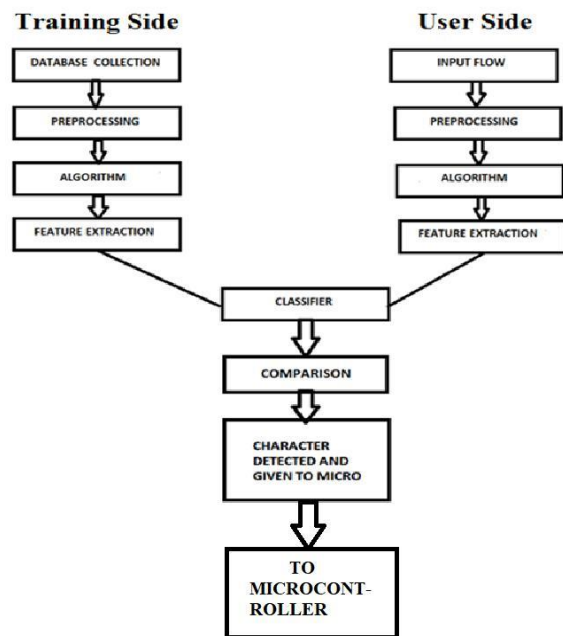 Training Side
DATABASE COLLECTION
PREPROCESSING
ALGORITHM
FEATURE EXTRACTION
User Side
INPUT FLOW
PREPROCESSING
ALGORITHM
FEATURE EXTRACTION
CLASSIFIER
COMPARISON
CHARACTER
DETECTED AND
GIVEN TO MICRO
TO
MICROCONT-
ROLLER